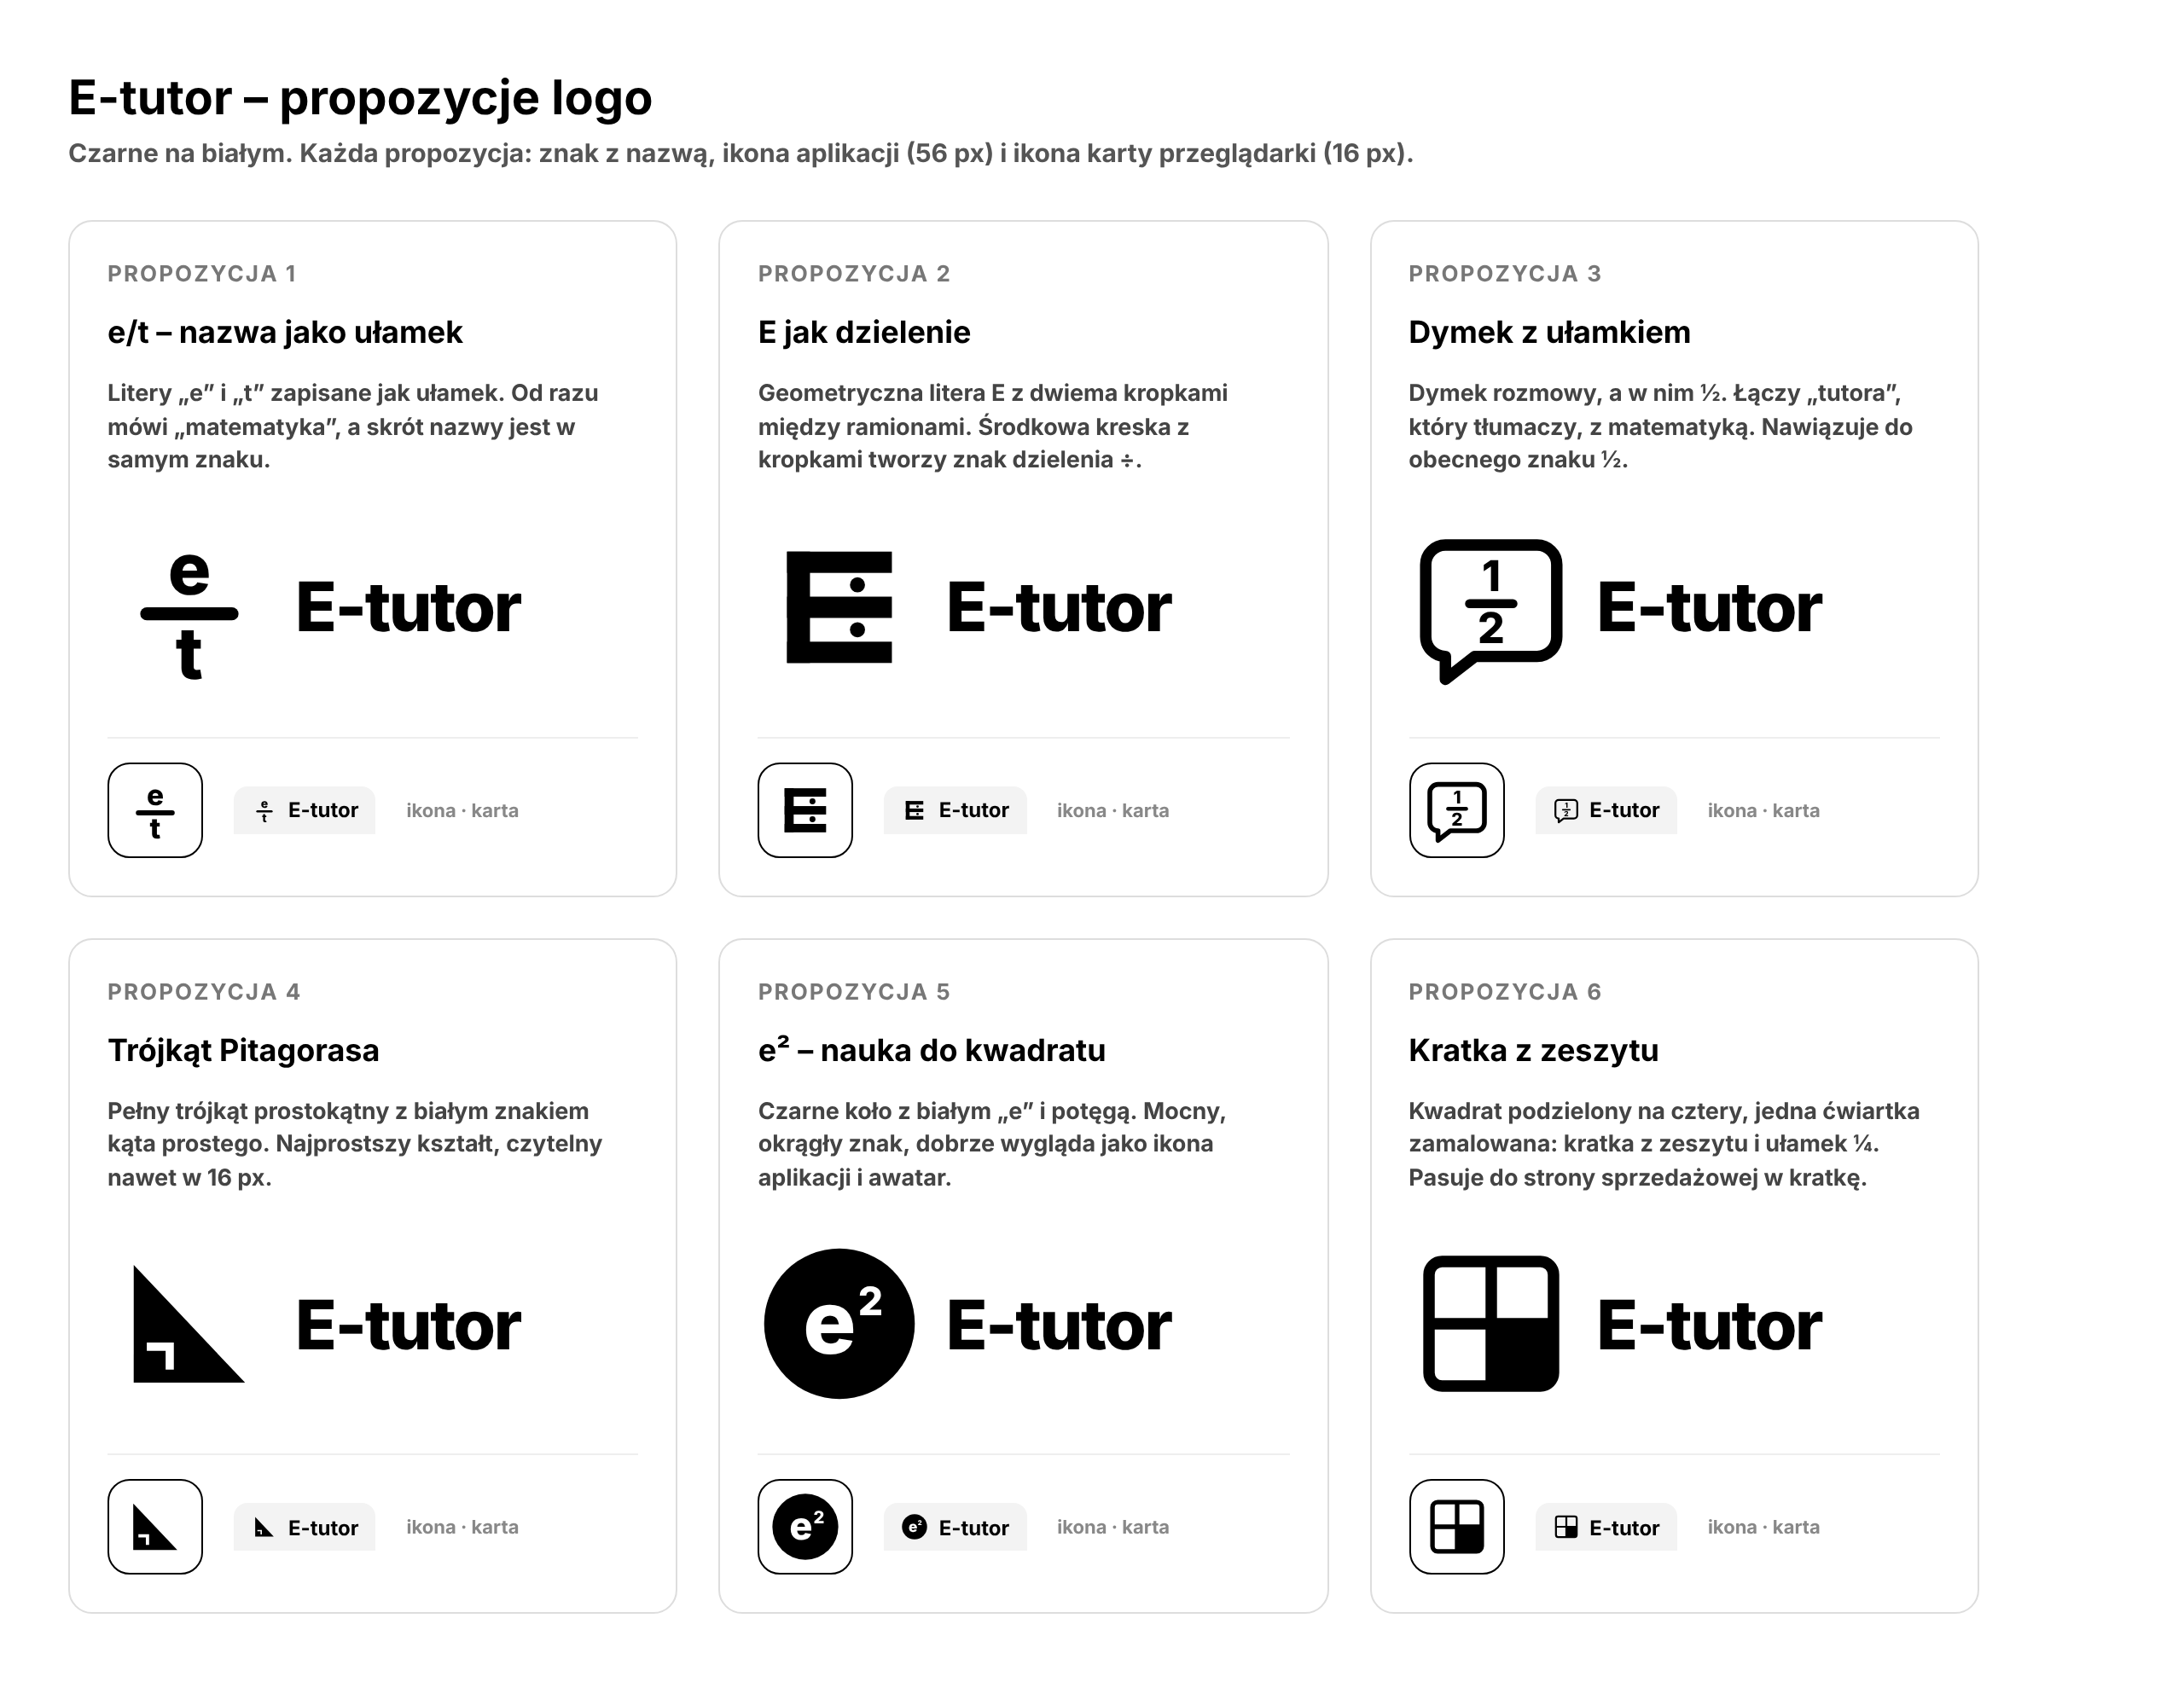 E-tutor – propozycje logo
Czarne na białym. Każda propozycja: znak z nazwą, ikona aplikacji (56 px) i ikona karty przeglądarki (16 px).
PROPOZYCJA 1
e/t – nazwa jako ułamek
Litery „e” i „t” zapisane jak ułamek. Od razu
mówi „matematyka”, a skrót nazwy jest w
samym znaku.
e
t
E-tutor
e
t
e
t
E-tutor
ikona · karta
PROPOZYCJA 2
E jak dzielenie
Geometryczna litera E z dwiema kropkami
między ramionami. Środkowa kreska z
kropkami tworzy znak dzielenia ÷.
E
E-tutor
E
E
E-tutor
ikona · karta
PROPOZYCJA 3
Dymek z ułamkiem
Dymek rozmowy, a w nim ½. Łączy „tutora”,
który tłumaczy, z matematyką. Nawiązuje do
obecnego znaku ½.
1
2
E-tutor
1
2
1
2
E-tutor
ikona · karta
PROPOZYCJA 4
Trójkąt Pitagorasa
Pełny trójkąt prostokątny z białym znakiem
kąta prostego. Najprostszy kształt, czytelny
nawet w 16 px.
E-tutor
E-tutor
ikona · karta
PROPOZYCJA 5
e² – nauka do kwadratu
Czarne koło z białym „e” i potęgą. Mocny,
okrągły znak, dobrze wygląda jako ikona
aplikacji i awatar.
e²
E-tutor
e²
e²
E-tutor
ikona · karta
PROPOZYCJA 6
Kratka z zeszytu
Kwadrat podzielony na cztery, jedna ćwiartka
zamalowana: kratka z zeszytu i ułamek ¼.
Pasuje do strony sprzedażowej w kratkę.
E-tutor
E-tutor
ikona · karta